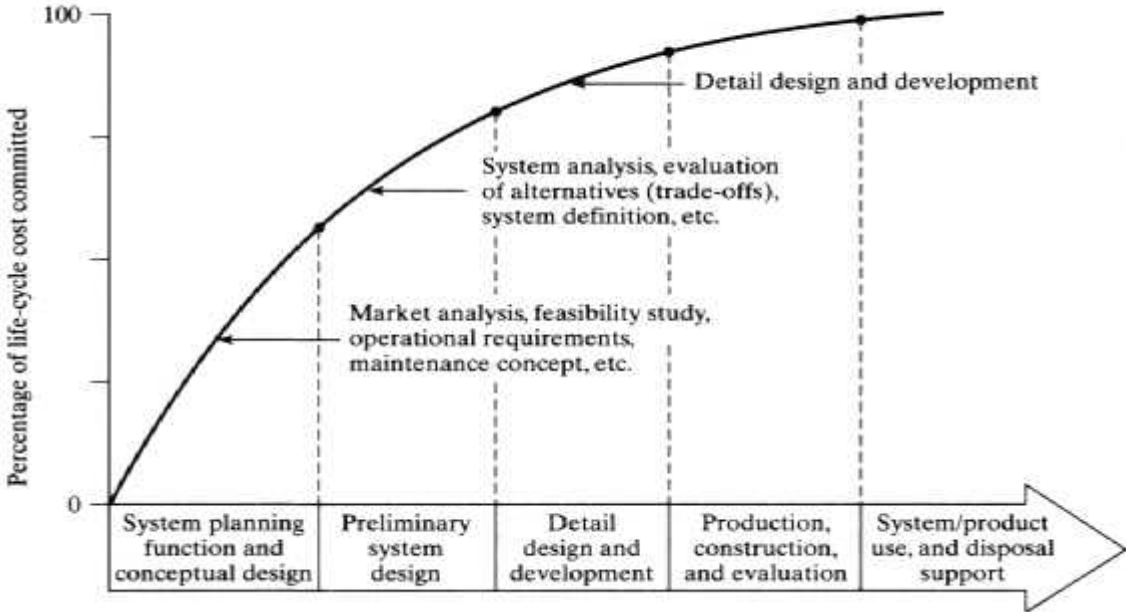 100
Detail design and development
System analysis, evaluation
of alternatives (trade-offs),
system definition, etc.
Market analysis, feasibility study,
operational requirements,
maintenance concept, etc.
Percentage of life-cycle cost committed
0
System planning
function and
conceptual design
Preliminary
system
design
Detail
design and
development
Production,
construction,
and evaluation
System/product
use, and disposal
support